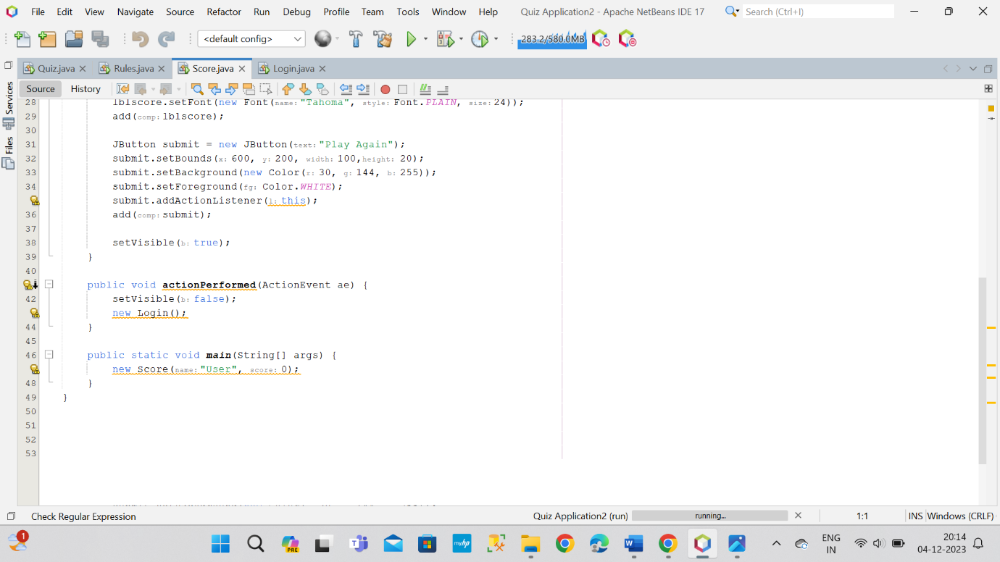 File Edit View Navigate Source Refactor Run Debug Profile Team Tools Window Help Quiz Application2 - Apache NetBeans IDE 17 Search (Ctrl+I)
<default config> 283.2/580.0MB
Quiz.java Rules.java Score.java Login.java
Services
Files
Source History
28 lblscore.setFont(new Font(name: "Tahoma", style: Font.PLAIN, size: 24));
29 add(comp: lblscore);
30
31 JButton submit = new JButton(text: "Play Again");
32 submit.setBounds(x: 600, y: 200, width: 100,height: 20);
33 submit.setBackground(new Color(r: 30, g: 144, b: 255));
34 submit.setForeground(fg: Color.WHITE);
submit.addActionListener(l: this);
36 add(comp: submit);
37
38 setVisible(b: true);
39 }
40
public void actionPerformed(ActionEvent ae) {
42 setVisible(b: false);
new Login();
44 }
45
46 public static void main(String[] args) {
new Score(name: "User", score: 0);
48 }
49 }
50
51
52
53
Check Regular Expression Quiz Application2 (run) running... 1:1 INS Windows (CRLF)
1 PRE myhp ENG IN 20:14
04-12-2023